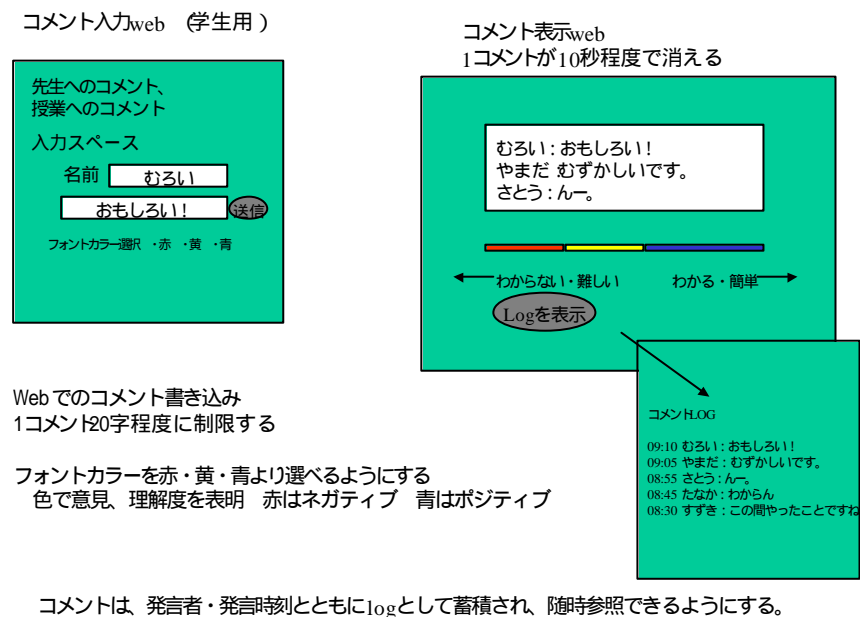 コメント入力web （学生用）
先生へのコメント、
授業へのコメント
入力スペース
名前 むろい
おもしろい！ 送信
フォントカラー選択 ・赤 ・黄 ・青
コメント表示web
1コメントが10秒程度で消える
むろい：おもしろい！
やまだ：むずかしいです。
さとう：んー。
わからない・難しい わかる・簡単
Logを表示
コメントLOG
09:10 むろい：おもしろい！
09:05 やまだ：むずかしいです。
08:55 さとう：んー。
08:45 たなか：わからん
08:30 すずき：この間やったことですね
Webでのコメント書き込み
1コメント20字程度に制限する
フォントカラーを赤・黄・青より選べるようにする
色で意見、理解度を表明 赤はネガティブ 青はポジティブ
コメントは、発言者・発言時刻とともにlogとして蓄積され、随時参照できるようにする。